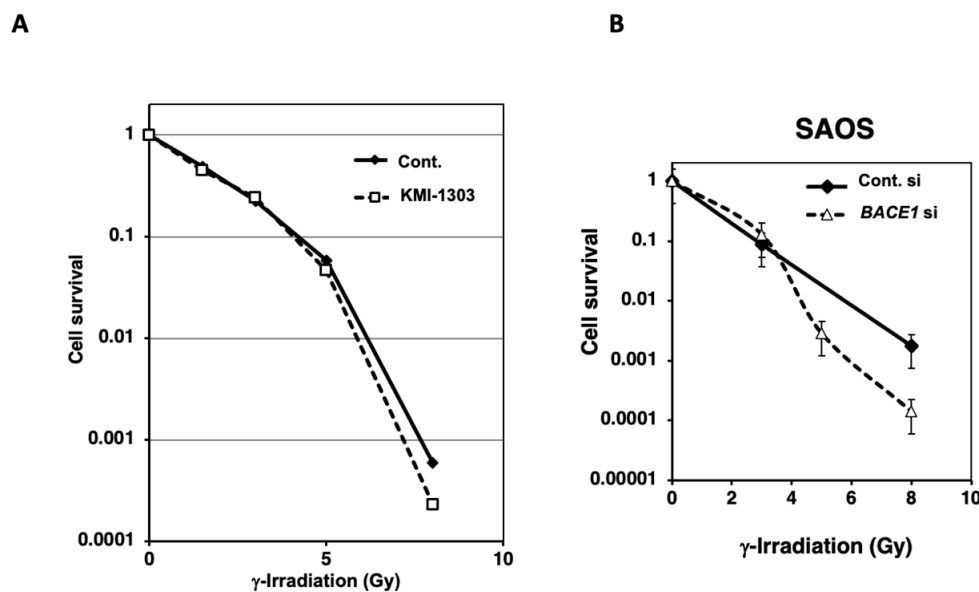 A
B
Cell survival
1
0.1
0.01
0.001
0.0001
0
5
10
γ-Irradiation (Gy)
Cont.
KMI-1303
SAOS
Cell survival
1
0.1
0.01
0.001
0.0001
0.00001
0 2 4 6 8 10
γ-Irradiation (Gy)
Cont. si
BACE1 si